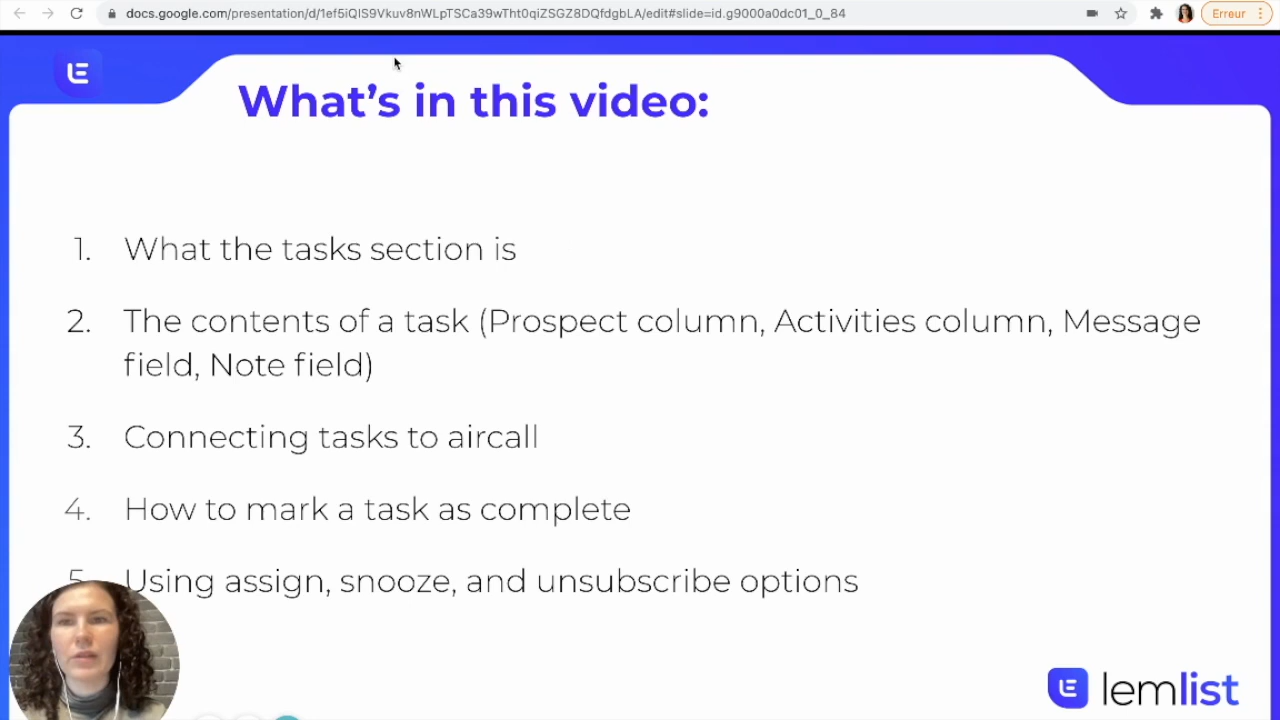 docs.google.com/presentation/d/1ef5iQIS9Vkuv8nWLpTSCa39wTht0qiZSGZ8DQfdgbLA/edit#slide=id.g9000a0dc01_0_84
Erreur
What's in this video:
1. What the tasks section is
2. The contents of a task (Prospect column, Activities column, Message
field, Note field)
3. Connecting tasks to aircall
4. How to mark a task as complete
5. Using assign, snooze, and unsubscribe options
lemlist